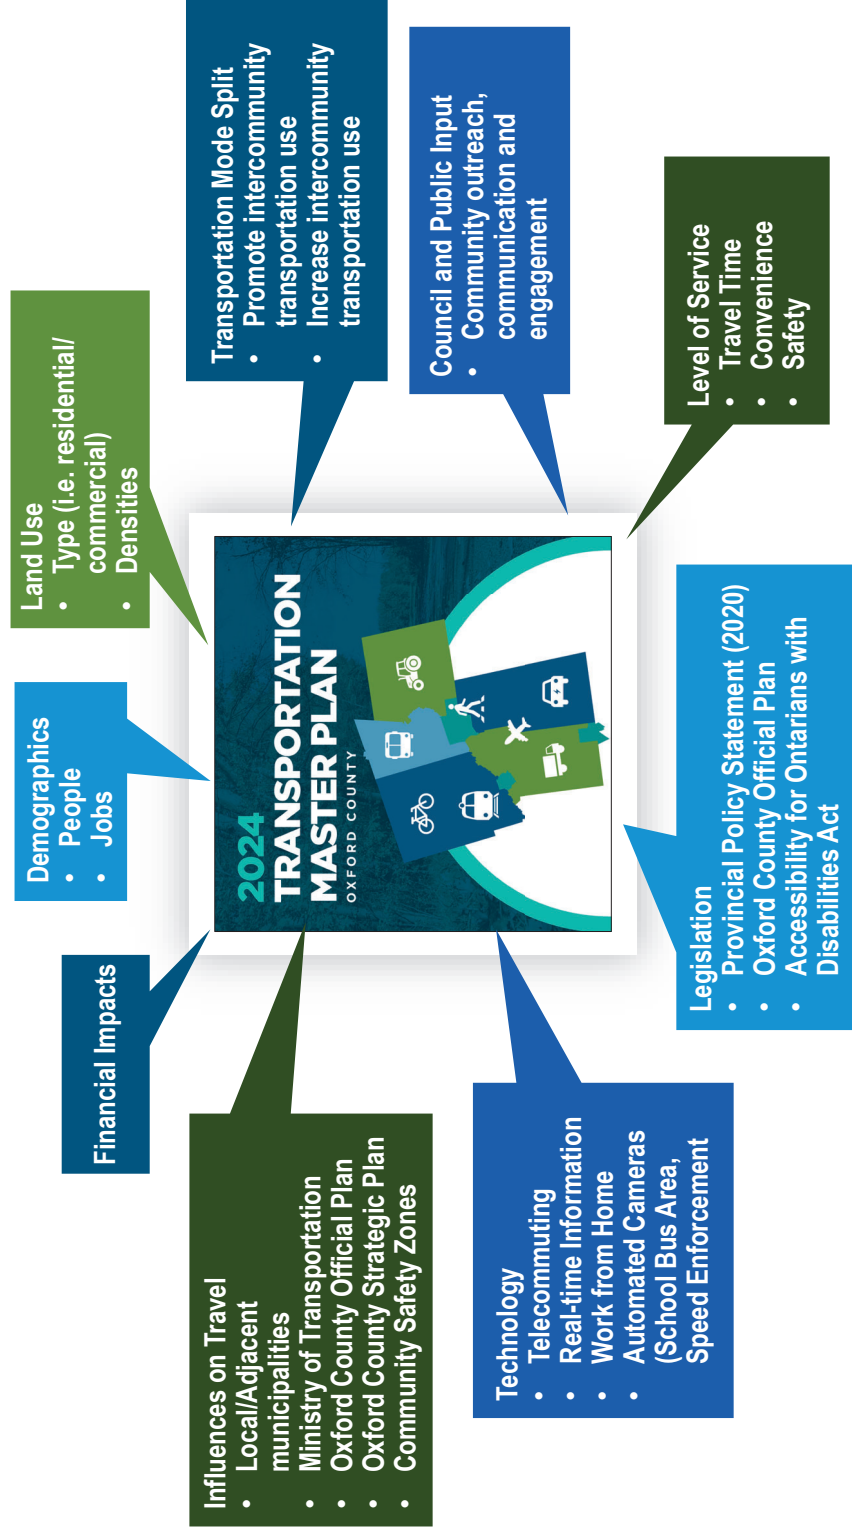 Financial Impacts
Demographics
• People
• Jobs
Land Use
• Type (i.e. residential/
commercial)
• Densities
Influences on Travel
• Local/Adjacent
municipalities
• Ministry of Transportation
• Oxford County Official Plan
• Oxford County Strategic Plan
• Community Safety Zones
2024
TRANSPORTATION
MASTER PLAN
OXFORD COUNTY
Transportation Mode Split
• Promote intercommunity
transportation use
• Increase intercommunity
transportation use
Council and Public Input
• Community outreach,
communication and
engagement
Technology
• Telecommuting
• Real-time Information
• Work from Home
• Automated Cameras
(School Bus Area,
Speed Enforcement
Legislation
• Provincial Policy Statement (2020)
• Oxford County Official Plan
• Accessibility for Ontarians with
Disabilities Act
Level of Service
• Travel Time
• Convenience
• Safety